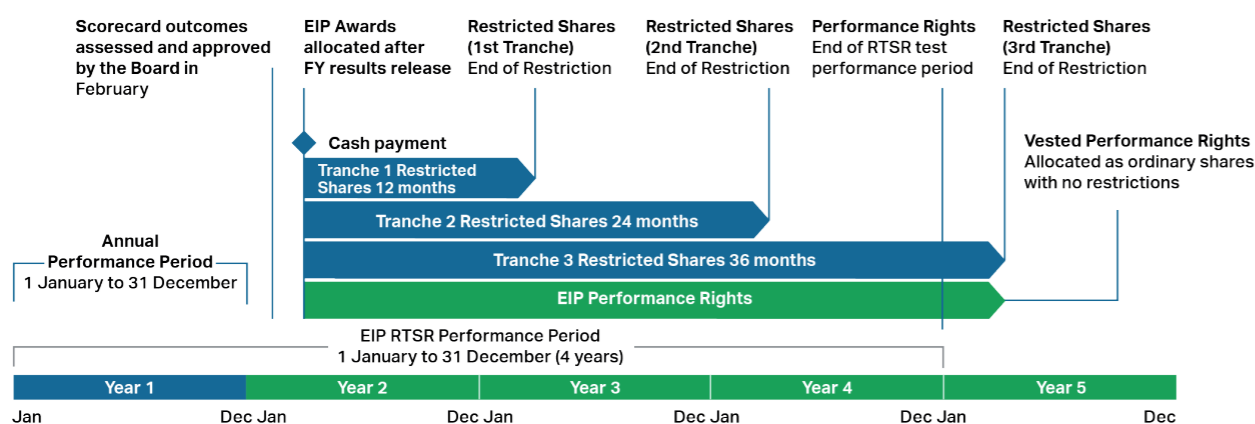 Scorecard outcomes
assessed and approved
by the Board in
February
EIP Awards
allocated after
FY results release
Restricted Shares
(1st Tranche)
End of Restriction
Restricted Shares
(2nd Tranche)
End of Restriction
Performance Rights
End of RTSR test
performance period
Restricted Shares
(3rd Tranche)
End of Restriction
Cash payment
Vested Performance Rights
Allocated as ordinary shares
with no restrictions
Tranche 1 Restricted
Shares 12 months
Tranche 2 Restricted Shares 24 months
Tranche 3 Restricted Shares 36 months
EIP Performance Rights
Annual
Performance Period
1 January to 31 December
EIP RTSR Performance Period
1 January to 31 December (4 years)
Year 1
Year 2
Year 3
Year 4
Year 5
Jan
Dec Jan
Dec Jan
Dec Jan
Dec Jan
Dec